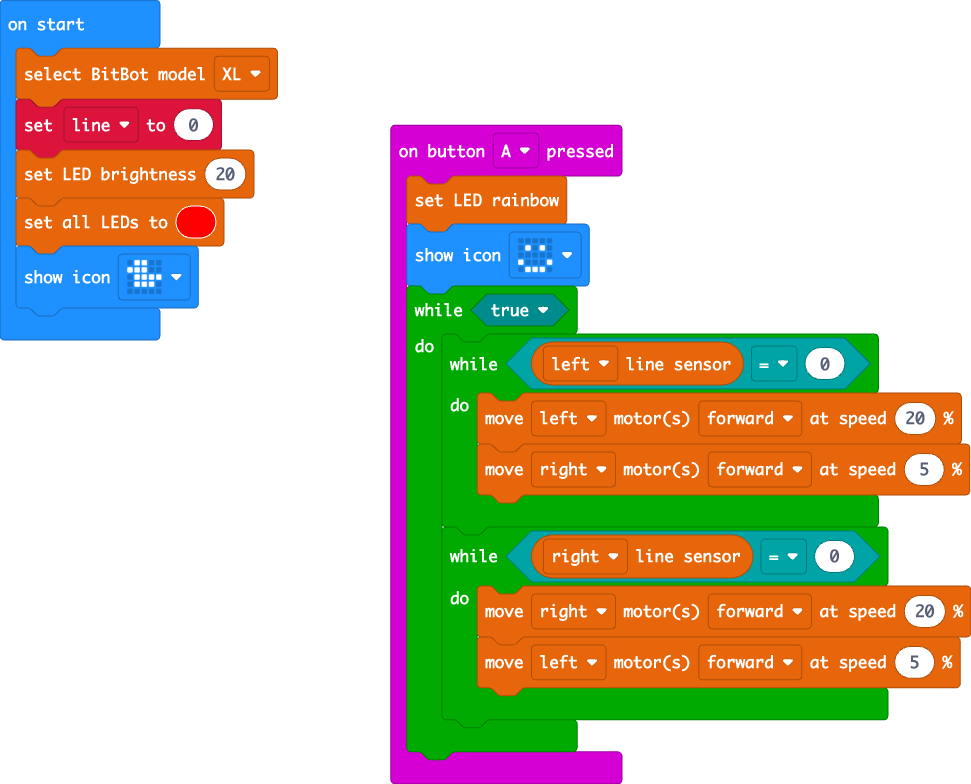 on start
select BitBot model XL
set line to 0
set LED brightness 20
set all LEDs to
show icon
on button A pressed
set LED rainbow
show icon
while true
do
while left line sensor = 0
do
move left motor(s) forward at speed 20 %
move right motor(s) forward at speed 5 %
while right line sensor = 0
do
move right motor(s) forward at speed 20 %
move left motor(s) forward at speed 5 %